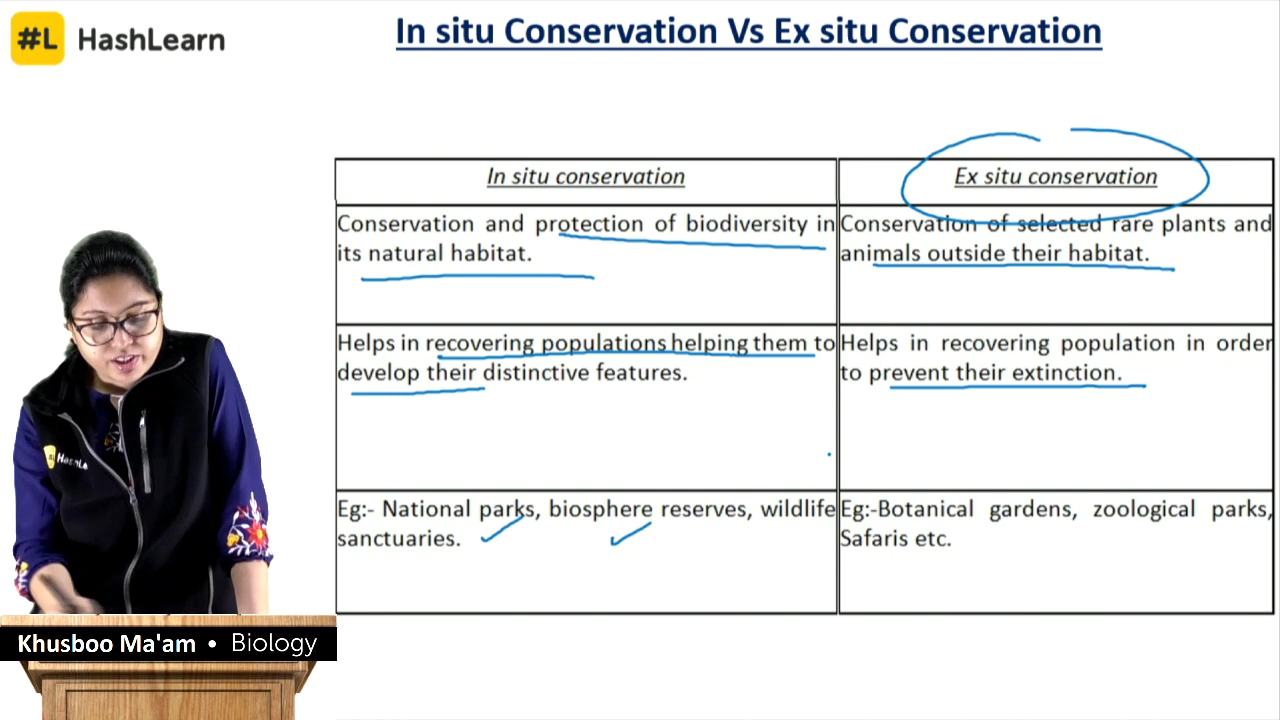 #L HashLearn
In situ Conservation Vs Ex situ Conservation
In situ conservation
Ex situ conservation
Conservation and protection of biodiversity in
its natural habitat.
Conservation of selected rare plants and
animals outside their habitat.
Helps in recovering populations helping them to
develop their distinctive features.
Helps in recovering population in order
to prevent their extinction.
Eg:- National parks, biosphere reserves, wildlife
sanctuaries.
Eg:-Botanical gardens, zoological parks,
Safaris etc.
#L HashLe
Khusboo Ma'am • Biology